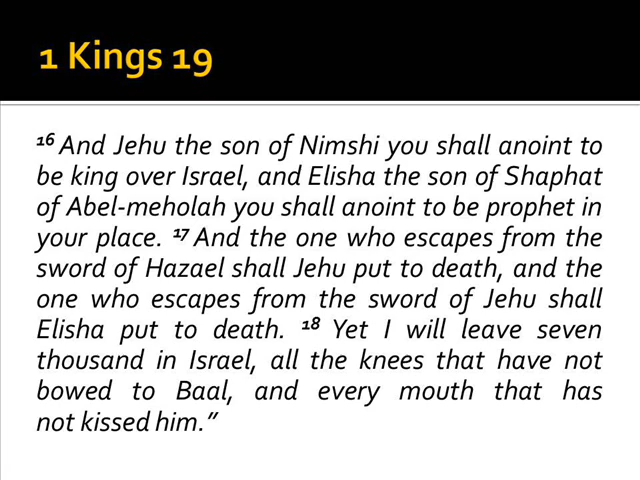 1 Kings 19
16 And Jehu the son of Nimshi you shall anoint to
be king over Israel, and Elisha the son of Shaphat
of Abel-meholah you shall anoint to be prophet in
your place. 17 And the one who escapes from the
sword of Hazael shall Jehu put to death, and the
one who escapes from the sword of Jehu shall
Elisha put to death. 18 Yet I will leave seven
thousand in Israel, all the knees that have not
bowed to Baal, and every mouth that has
not kissed him.”